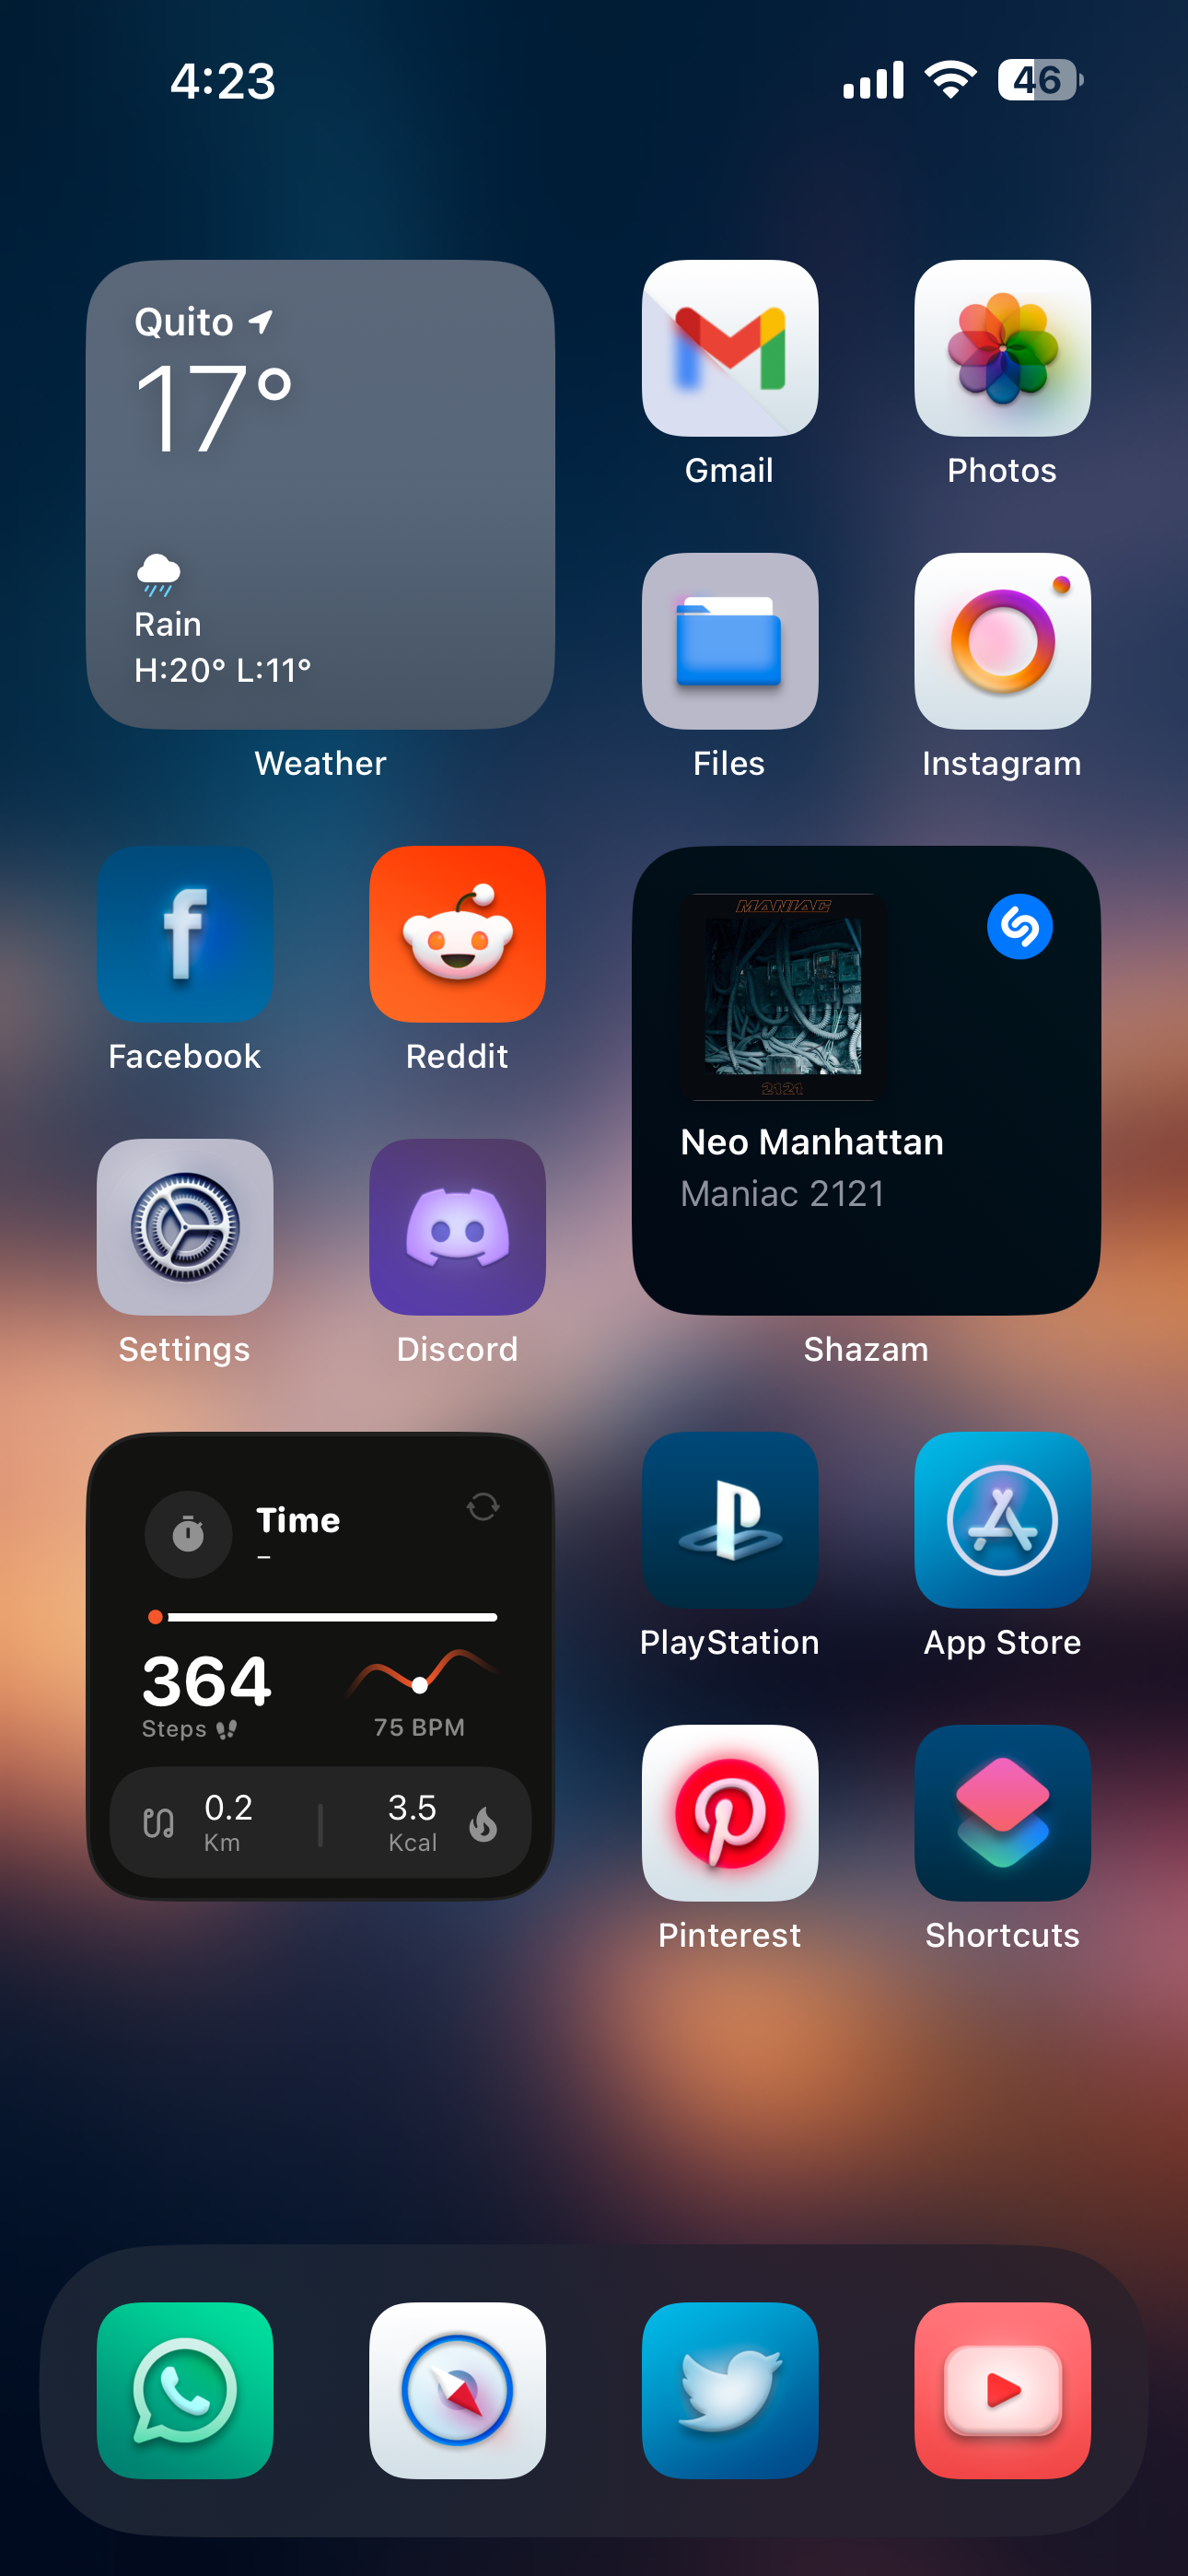 4:23
46
Quito
17°
Rain
H:20° L:11°
Weather
Gmail
Photos
Files
Instagram
Facebook
Reddit
MANIAC
2121
Neo Manhattan
Maniac 2121
Shazam
Settings
Discord
Time
–
364
Steps
75 BPM
0.2
Km
3.5
Kcal
PlayStation
App Store
Pinterest
Shortcuts